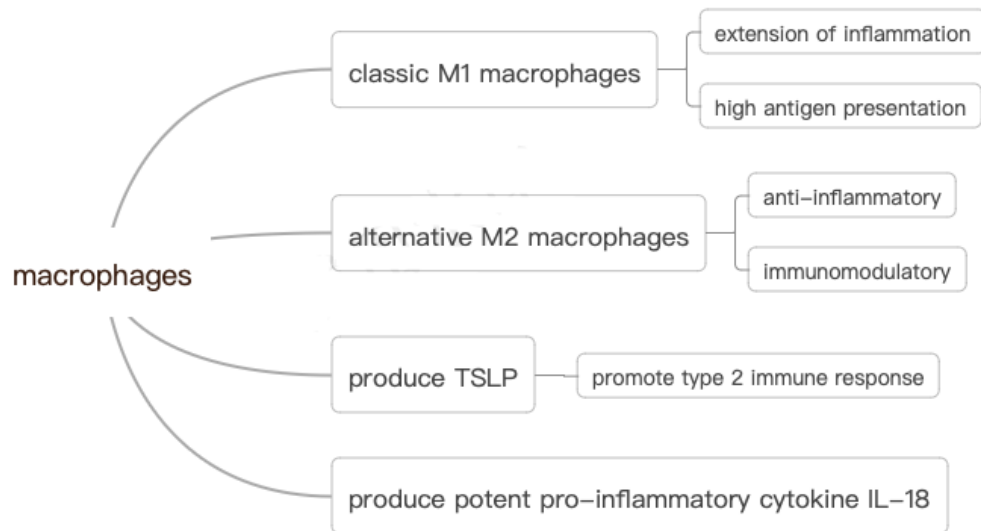 macrophages
classic M1 macrophages
extension of inflammation
high antigen presentation
alternative M2 macrophages
anti-inflammatory
immunomodulatory
produce TSLP
promote type 2 immune response
produce potent pro-inflammatory cytokine IL-18